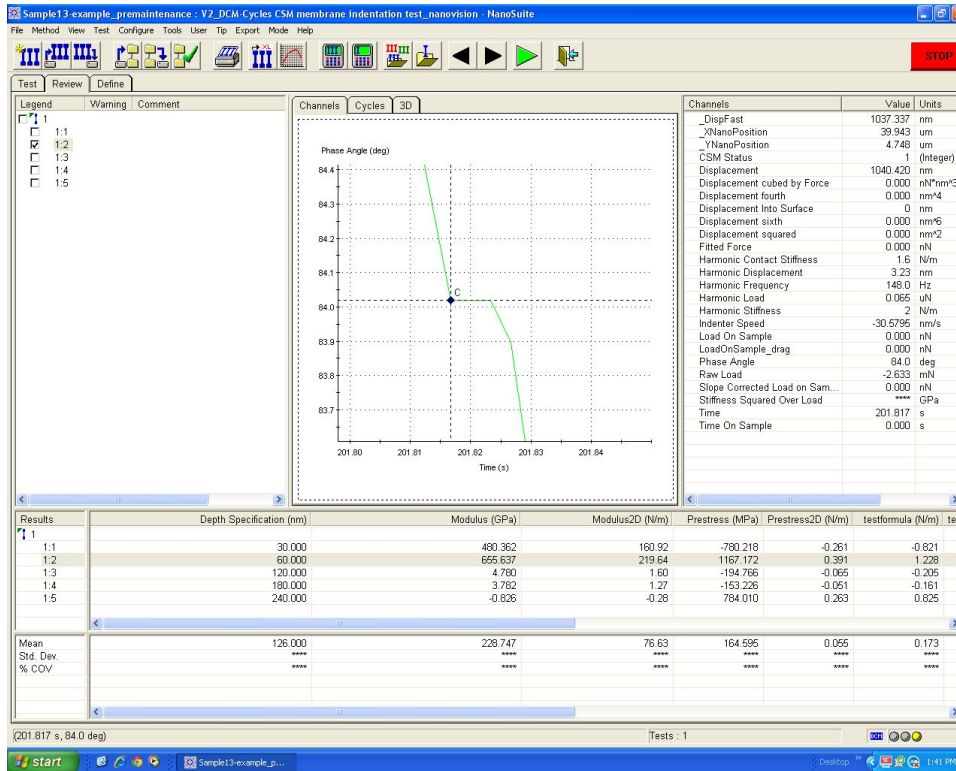 Sample13-example_premaintenance : V2_DCM-Cycles CSM membrane indentation test_nanovision - NanoSuite
File Method View Test Configure Tools User Tip Export Mode Help
XL
STOP
Test Review Define
Legend Warning Comment
1
1:1
1:2
1:3
1:4
1:5
Channels Cycles 3D
Phase Angle (deg)
84.4
84.3
84.2
84.1
84.0
83.9
83.8
83.7
C
201.80 201.81 201.82 201.83 201.84
Time (s)
Channels Value Units
_DispFast 1037.337 nm
_XNanoPosition 39.943 um
_YNanoPosition 4.748 um
CSM Status 1 (Integer)
Displacement 1040.420 nm
Displacement cubed by Force 0.000 nN*nm^3
Displacement fourth 0.000 nm^4
Displacement Into Surface 0 nm
Displacement sixth 0.000 nm^6
Displacement squared 0.000 nm^2
Fitted Force 0.000 nN
Harmonic Contact Stiffness 1.6 N/m
Harmonic Displacement 3.23 nm
Harmonic Frequency 148.0 Hz
Harmonic Load 0.065 uN
Harmonic Stiffness 2 N/m
Indenter Speed -30.5795 nm/s
Load On Sample 0.000 nN
LoadOnSample_drag 0.000 nN
Phase Angle 84.0 deg
Raw Load -2.633 mN
Slope Corrected Load on Sam... 0.000 nN
Stiffness Squared Over Load **** GPa
Time 201.817 s
Time On Sample 0.000 s
Results Depth Specification (nm) Modulus (GPa) Modulus2D (N/m) Prestress (MPa) Prestress2D (N/m) testformula (N/m) te
1
1:1 30.000 480.362 160.92 -780.218 -0.261 -0.821
1:2 60.000 655.637 219.64 1167.172 0.391 1.228
1:3 120.000 4.780 1.60 -194.766 -0.065 -0.205
1:4 180.000 3.782 1.27 -153.226 -0.051 -0.161
1:5 240.000 -0.826 -0.28 784.010 0.263 0.825
Mean 126.000 228.747 76.63 164.595 0.055 0.173
Std. Dev. **** **** **** **** **** ****
% COV **** **** **** **** **** ****
(201.817 s, 84.0 deg) Tests : 1 DCM
start Sample13-example_p... Desktop » 1:41 PM